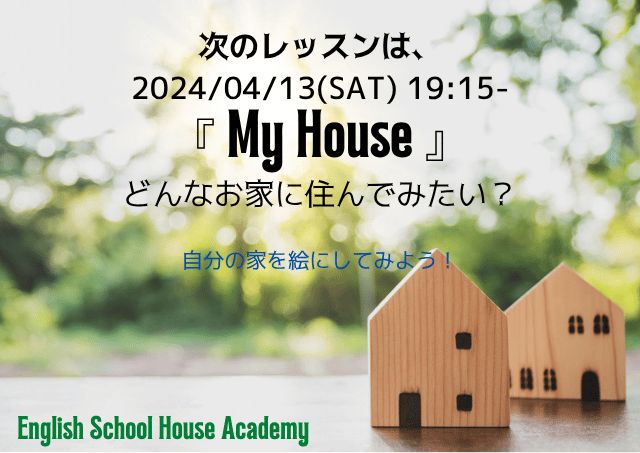 次のレッスンは、
2024/04/13(SAT) 19:15-
『 My House 』
どんなお家に住んでみたい？
自分の家を絵にしてみよう！
English School House Academy